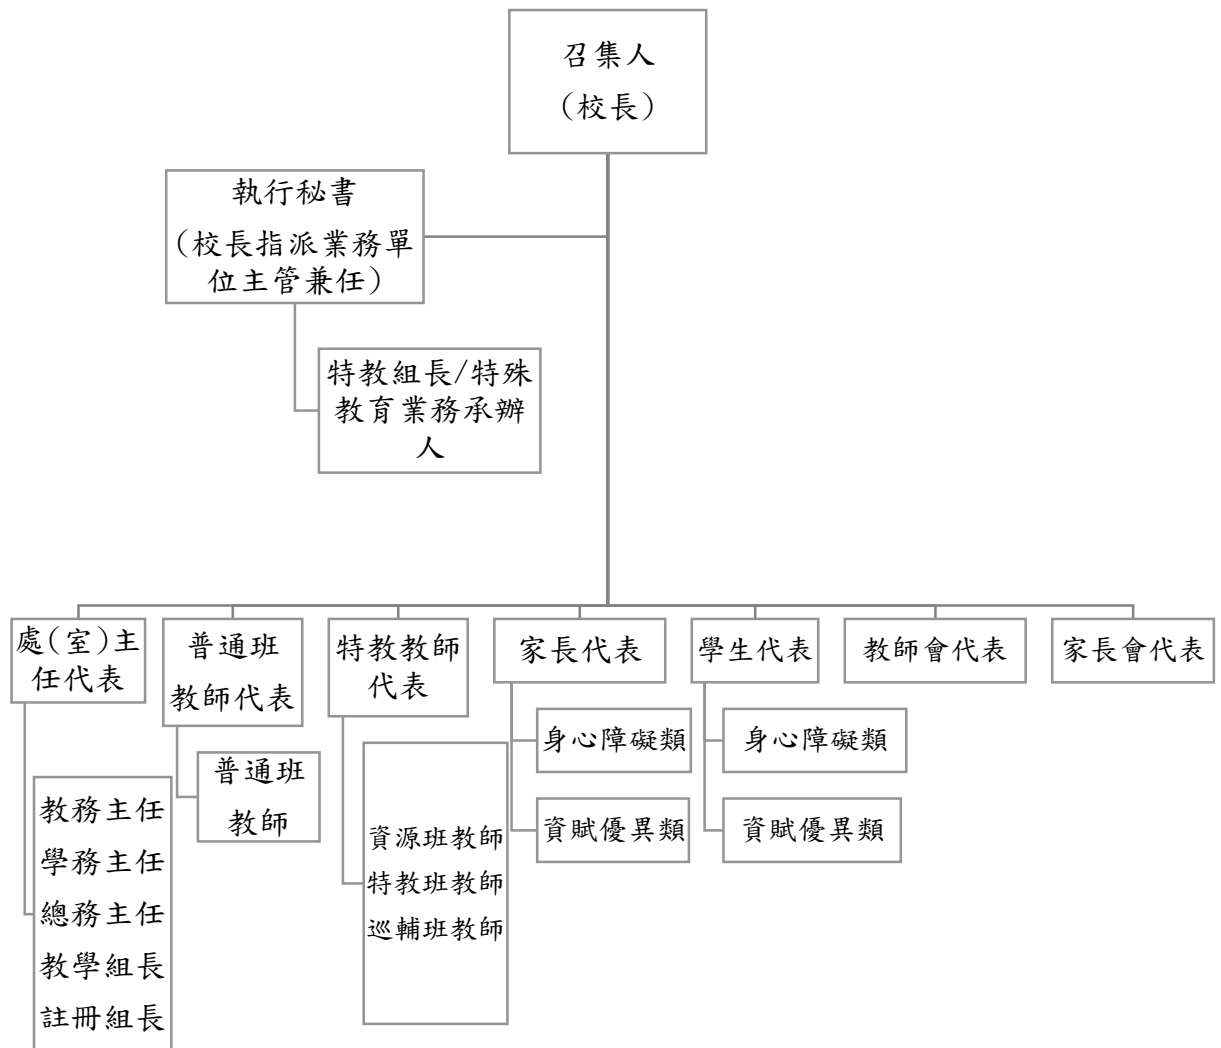 召集人
(校長)
執行秘書
(校長指派業務單
位主管兼任)
特教組長/特殊
教育業務承辦
人
處(室)主
任代表
普通班
教師代表
特教教師
代表
家長代表
學生代表
教師會代表
家長會代表
教務主任
學務主任
總務主任
教學組長
註冊組長
普通班
教師
資源班教師
特教班教師
巡輔班教師
身心障礙類
資賦優異類
身心障礙類
資賦優異類